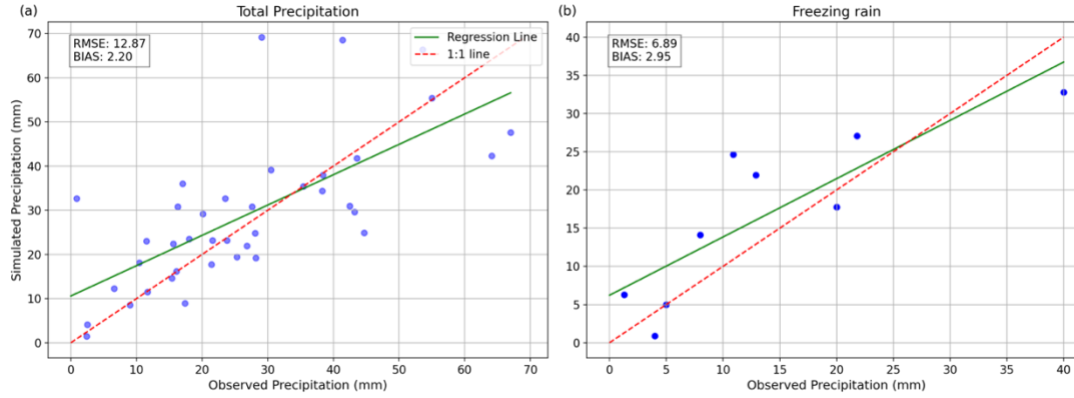 (a)
Total Precipitation
RMSE: 12.87
BIAS: 2.20
Regression Line
1:1 line
70
60
50
40
30
20
10
0
Simulated Precipitation (mm)
0 10 20 30 40 50 60 70
Observed Precipitation (mm)
(b)
Freezing rain
RMSE: 6.89
BIAS: 2.95
40
35
30
25
20
15
10
5
0
0 5 10 15 20 25 30 35 40
Observed Precipitation (mm)